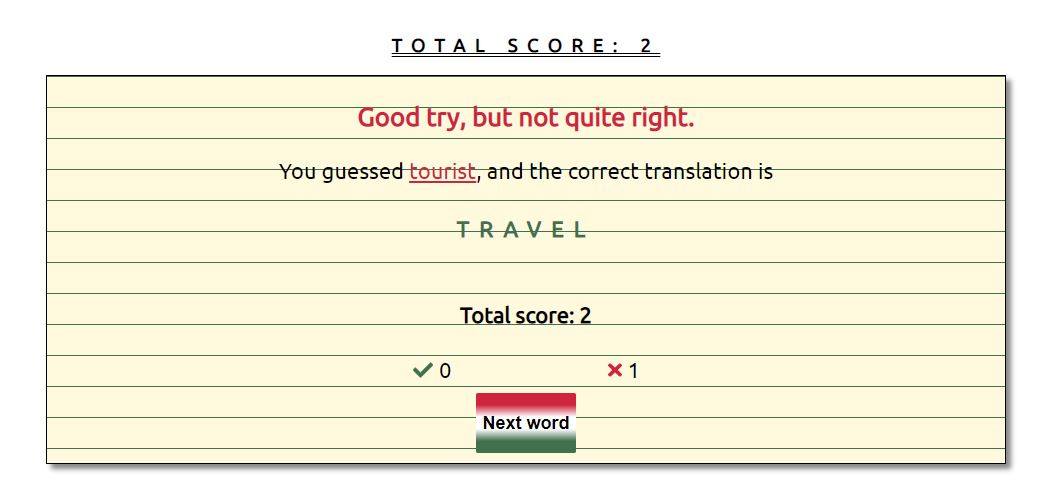 TOTAL SCORE: 2
Good try, but not quite right.
You guessed tourist, and the correct translation is
TRAVEL
Total score: 2
0 1
Next word